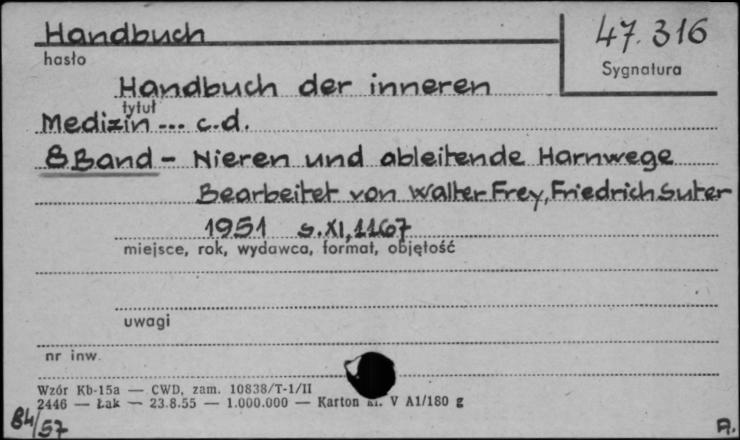 Handbuch
47.316
hasło
Sygnatura
Handbuch der inneren
tytuł
Medizin ... c.d.
8 Band - Nieren und ableitende Harnwege
Bearbeitet von Walter Frey, Friedrich Suter
1951 s. XI, 1167
miejsce, rok, wydawca, format, objętość
uwagi
nr inw.
Wzór Kb-15a — CWD, zam. 10838/T-1/II
2446 — Łak — 23.8.55 — 1.000.000 — Karton kl. V A1/180 g
84/57
A.